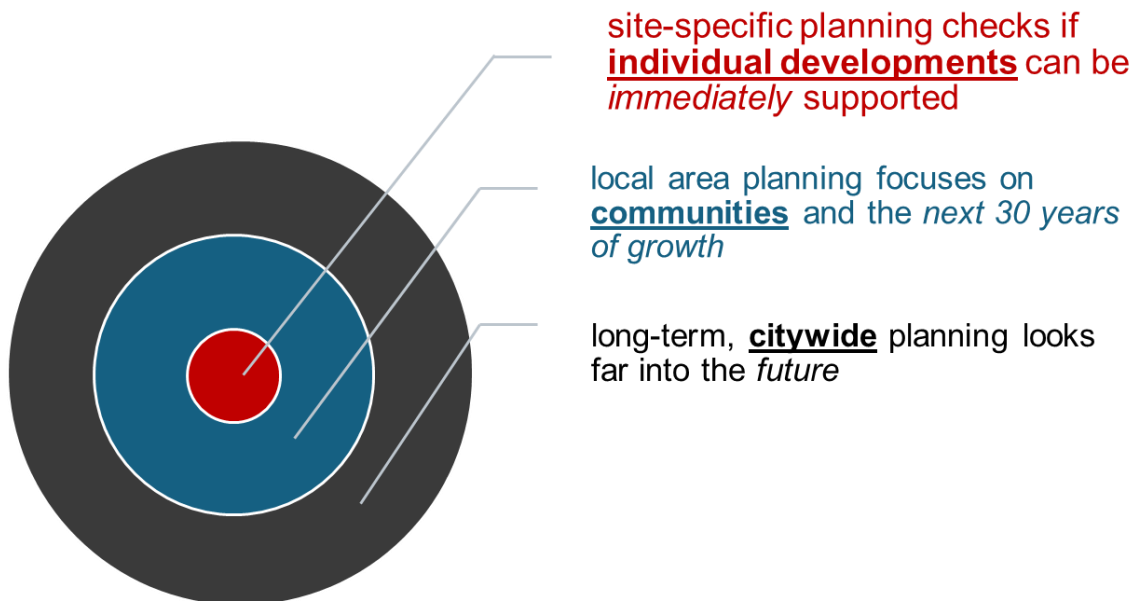 site-specific planning checks if
individual developments can be
immediately supported
local area planning focuses on
communities and the next 30 years
of growth
long-term, citywide planning looks
far into the future